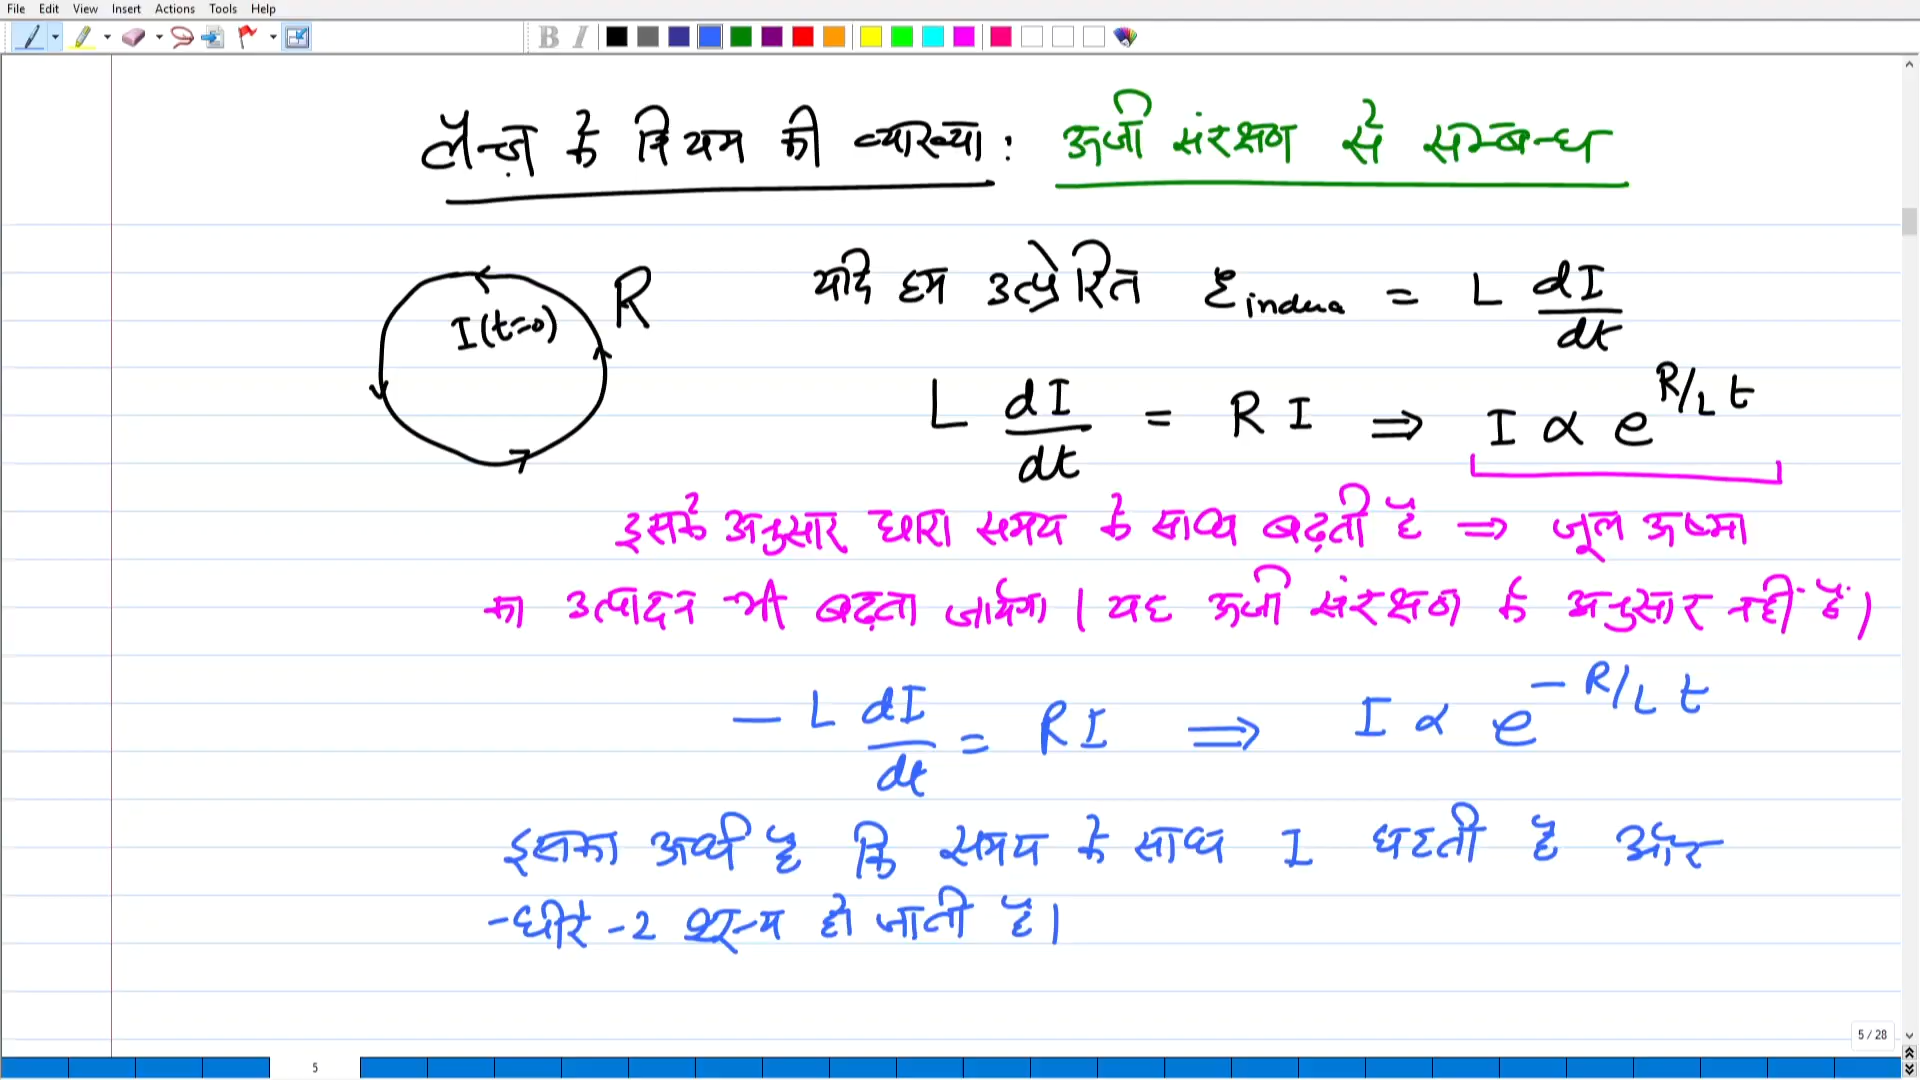 File Edit View Insert Actions Tools Help
B I
लेन्ज़ के नियम की व्याख्या : ऊर्जा संरक्षण से सम्बन्ध
I(t=0) R
यदि हम उत्प्रेरित ℰ = L dI/dt
L dI/dt = R I ⇒ I ∝ e^{R/L t}
इसके अनुसार धारा समय के साथ बढ़ती है ⇒ जूल ऊष्मा
का उत्पादन भी बढ़ता जायेगा । यह ऊर्जा संरक्षण के अनुसार नहीं है।
- L dI/dt = RI ⇒ I ∝ e^{- R/L t}
इसका अर्थ है कि समय के साथ I घटती है और
धीरे-2 शून्य हो जाती है।
5 / 28
5